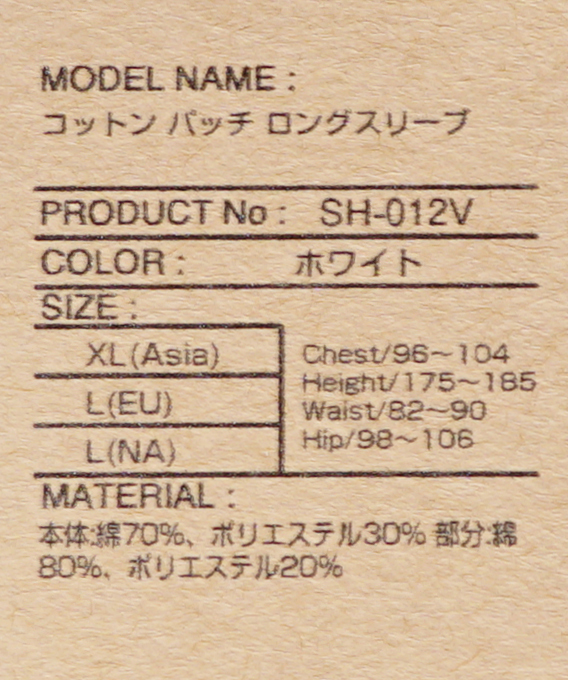 MODEL NAME :
コットン パッチ ロングスリーブ
PRODUCT No : SH-012V
COLOR : ホワイト
SIZE :
XL(Asia)
L(EU)
L(NA)
Chest/96〜104
Height/175〜185
Waist/82〜90
Hip/98〜106
MATERIAL :
本体:綿70%、ポリエステル30% 部分:綿
80%、ポリエステル20%